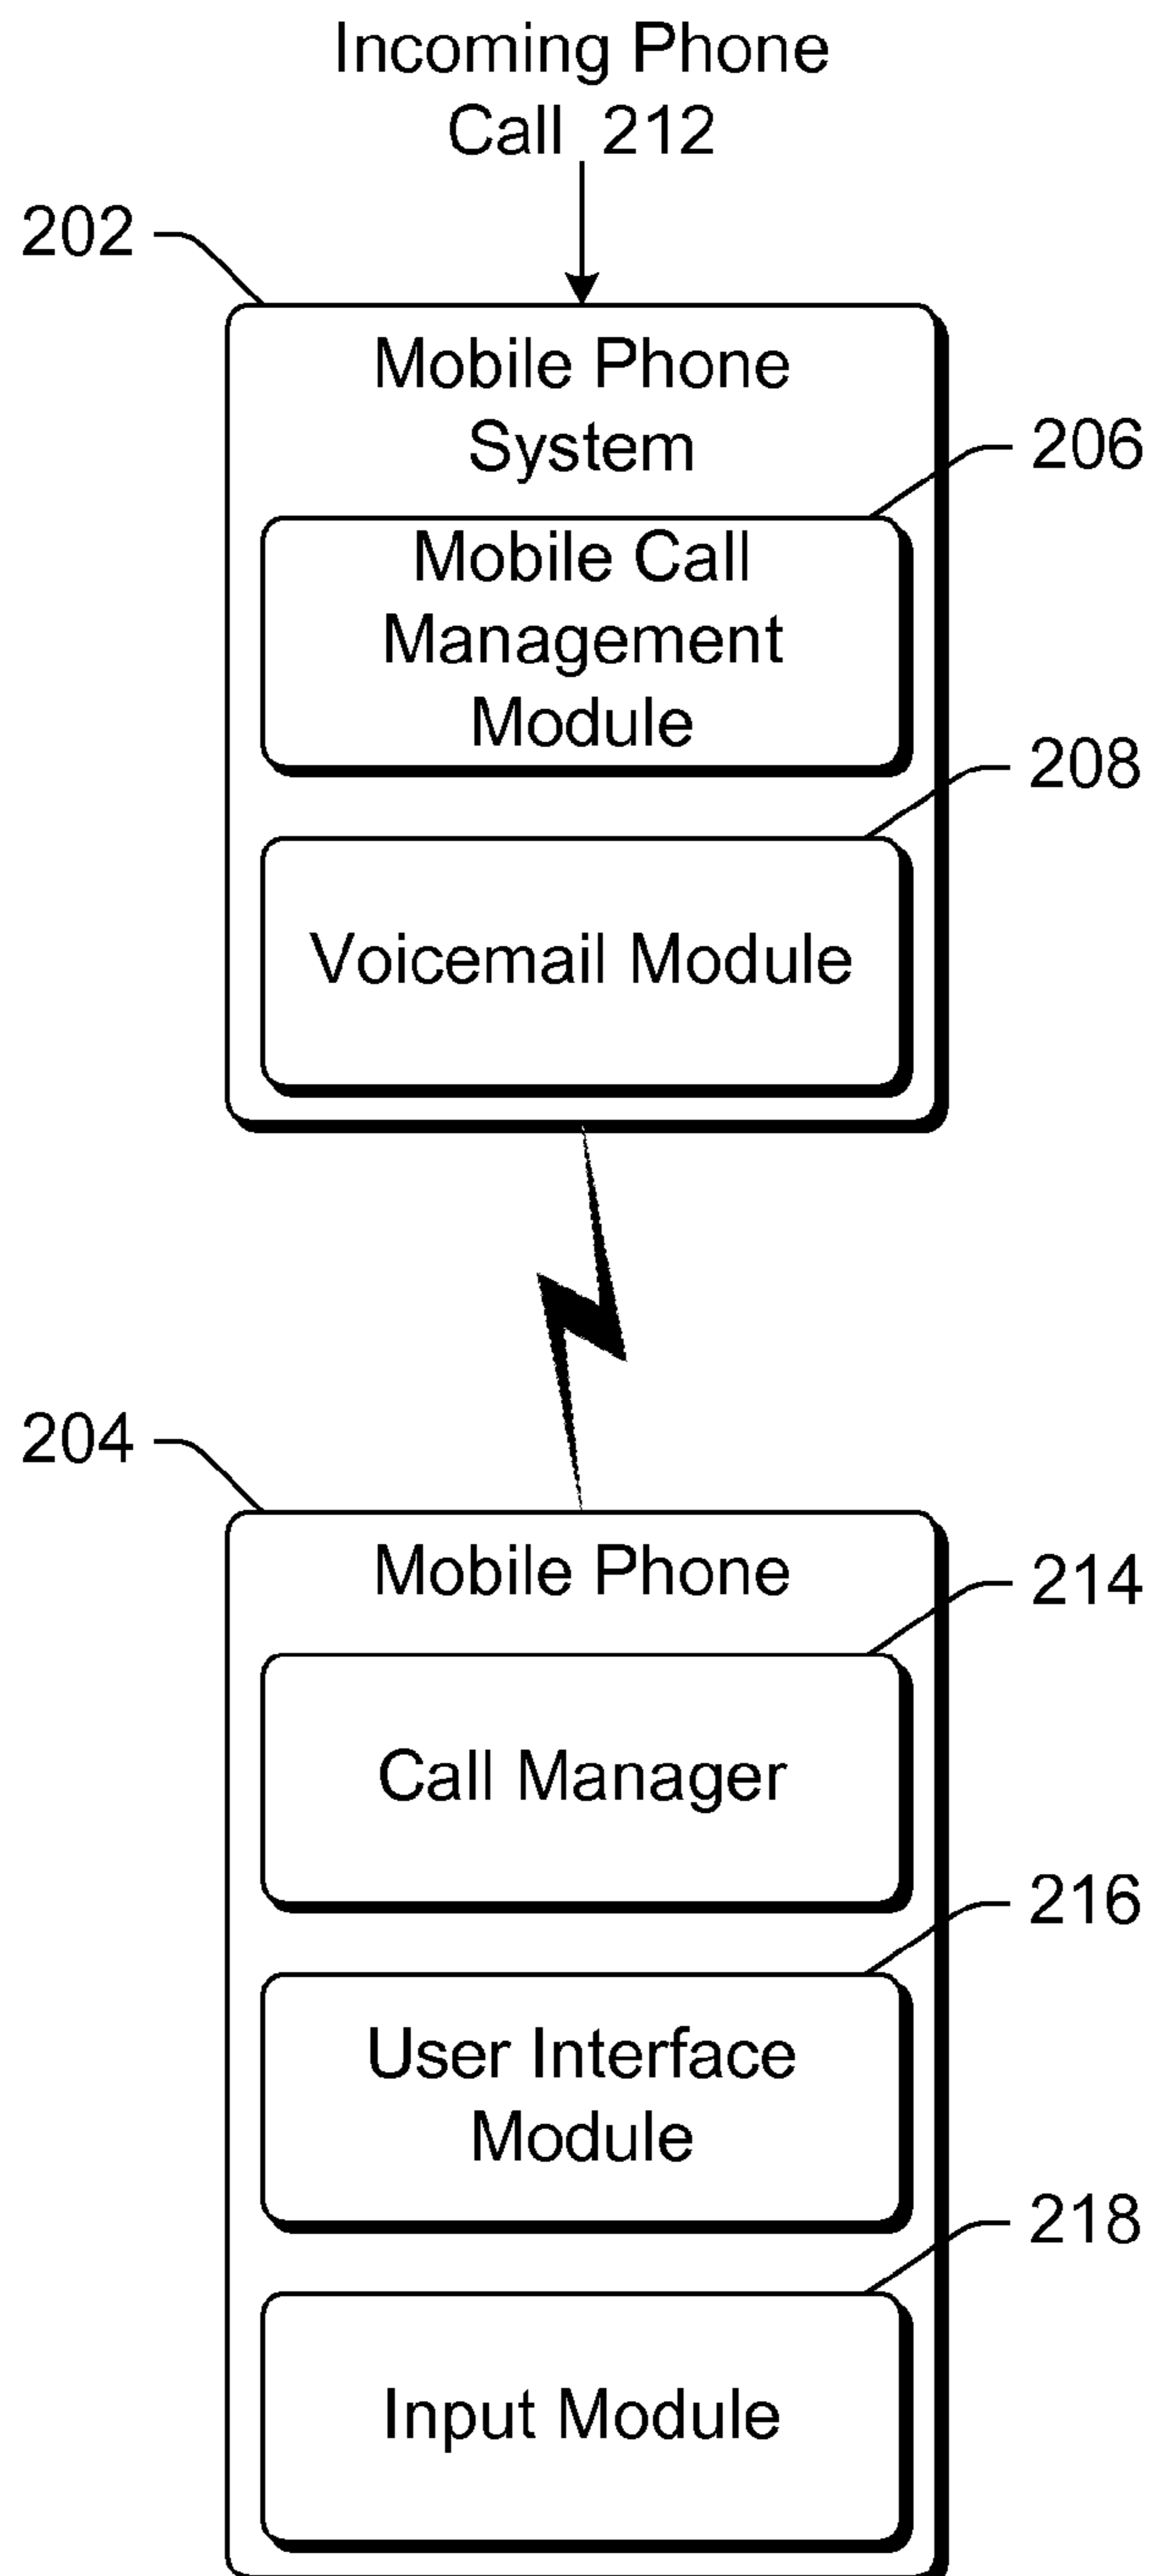 Incoming Phone
Call 212
202
Mobile Phone
System
206
Mobile Call
Management
Module
208
Voicemail Module
204
Mobile Phone
214
Call Manager
216
User Interface
Module
218
Input Module